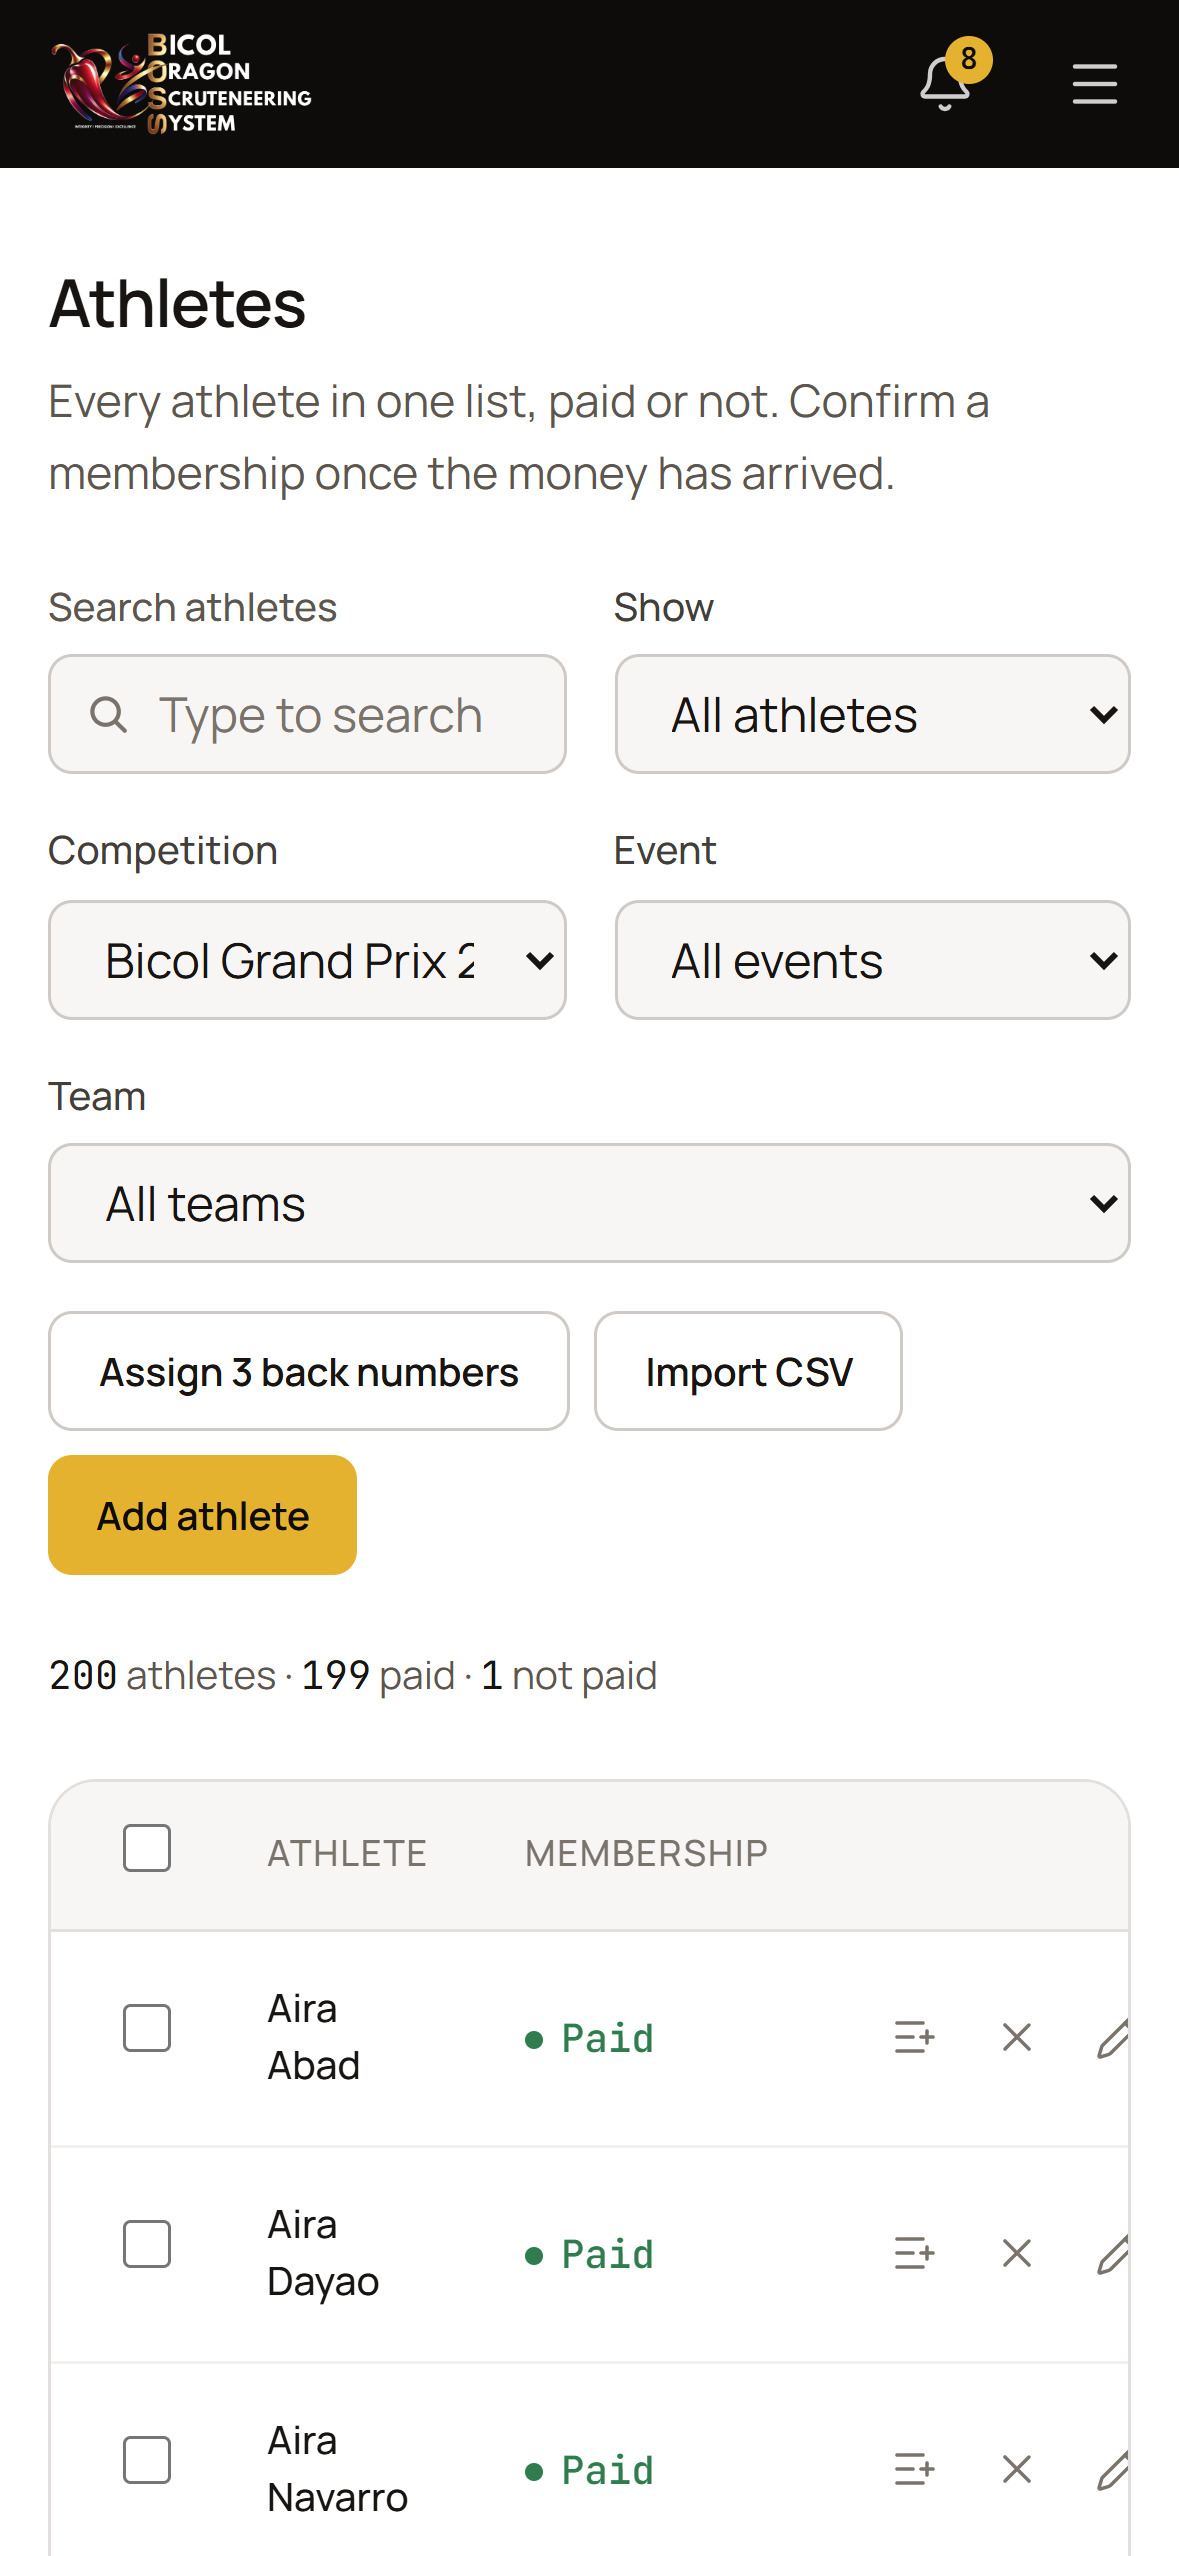 BICOL
DRAGON
SCRUTENEERING
SYSTEM
INTEGRITY | PRECISION | EXCELLENCE
8
Athletes
Every athlete in one list, paid or not. Confirm a
membership once the money has arrived.
Search athletes
Show
Type to search
All athletes
Competition
Event
Bicol Grand Prix 2
All events
Team
All teams
Assign 3 back numbers
Import CSV
Add athlete
200 athletes · 199 paid · 1 not paid
ATHLETE MEMBERSHIP
Aira
Abad
Paid
Aira
Dayao
Paid
Aira
Navarro
Paid